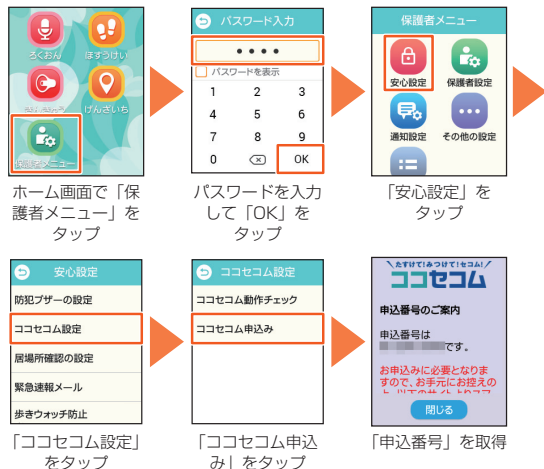 ろくおん
ほすうけい
げんざいち
保護者メニュー
ホーム画面で「保
護者メニュー」を
タップ
パスワード入力
••••
パスワードを表示
1 2 3
4 5 6
7 8 9
0 OK
パスワードを入力
して「OK」を
タップ
保護者メニュー
安心設定 保護者設定
通知設定 その他の設定
「安心設定」を
タップ
安心設定
防犯ブザーの設定
ココセコム設定
居場所確認の設定
緊急速報メール
歩きウォッチ防止
「ココセコム設定」
をタップ
ココセコム設定
ココセコム動作チェック
ココセコム申込み
「ココセコム申込
み」をタップ
たすけて!みつけて!セコム!
ココセコム
申込番号のご案内
申込番号は
です。
お申込みに必要となりま
すので、お手元にお控えの
閉じる
「申込番号」を取得